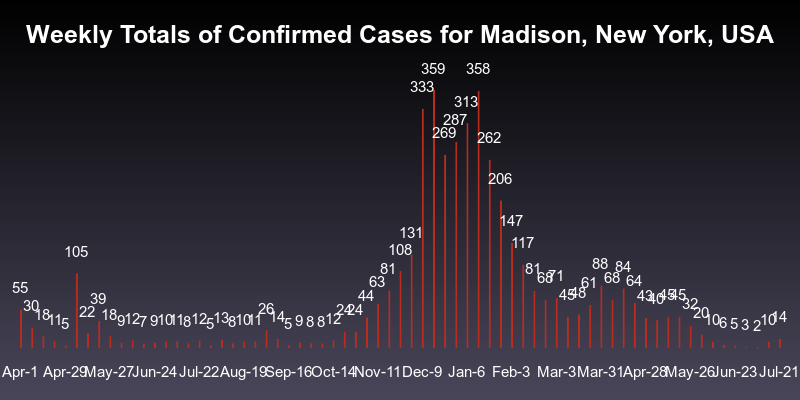 Weekly Totals of Confirmed Cases for Madison, New York, USA
55 30 18 11 5 105 22 39 18 9 12 7 9 10 11 8 12 5 13 8 10 11 26 14 5 9 8 8 12 24 24 44 63 81 108 131 333 359 269 287 313 358 262 206 147 117 81 68 71 45 48 61 88 68 84 64 43 40 45 45 32 20 10 6 5 3 2 10 14
Apr-1 Apr-29 May-27 Jun-24 Jul-22 Aug-19 Sep-16 Oct-14 Nov-11 Dec-9 Jan-6 Feb-3 Mar-3 Mar-31 Apr-28 May-26 Jun-23 Jul-21